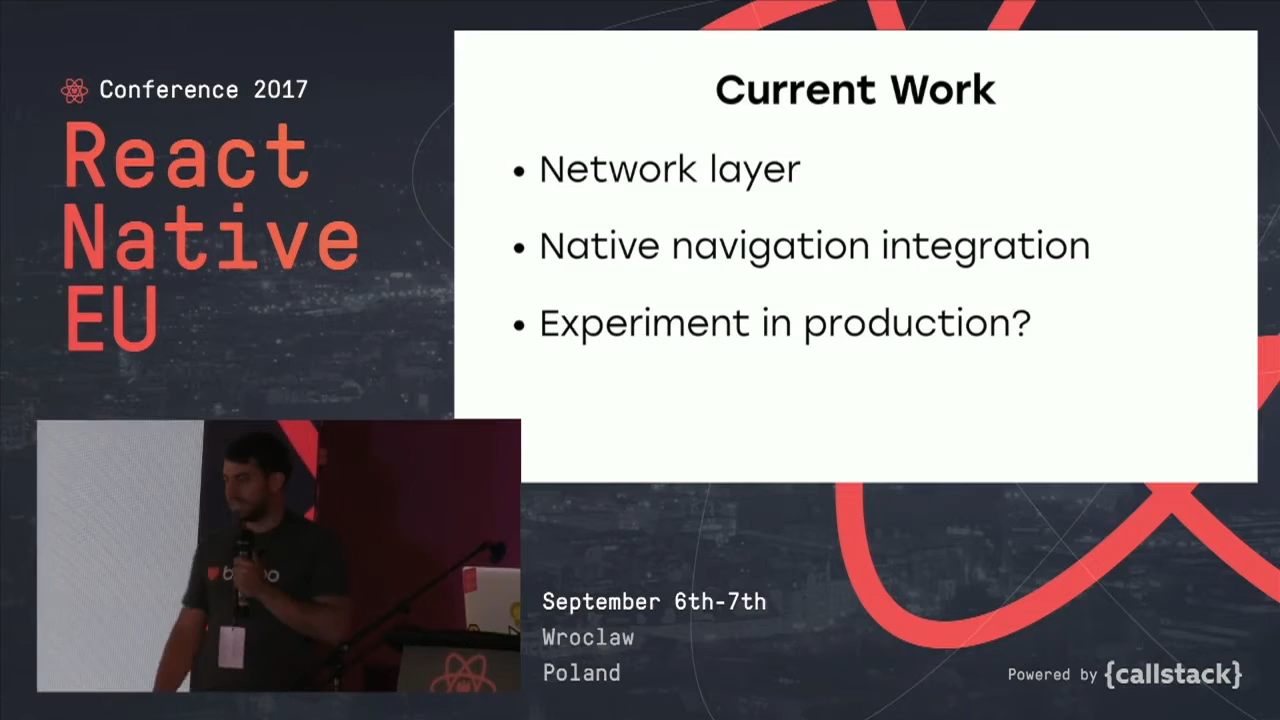 Conference 2017
React
Native
EU
Current Work
• Network layer
• Native navigation integration
• Experiment in production?
September 6th-7th
Wroclaw
Poland
Powered by {callstack}